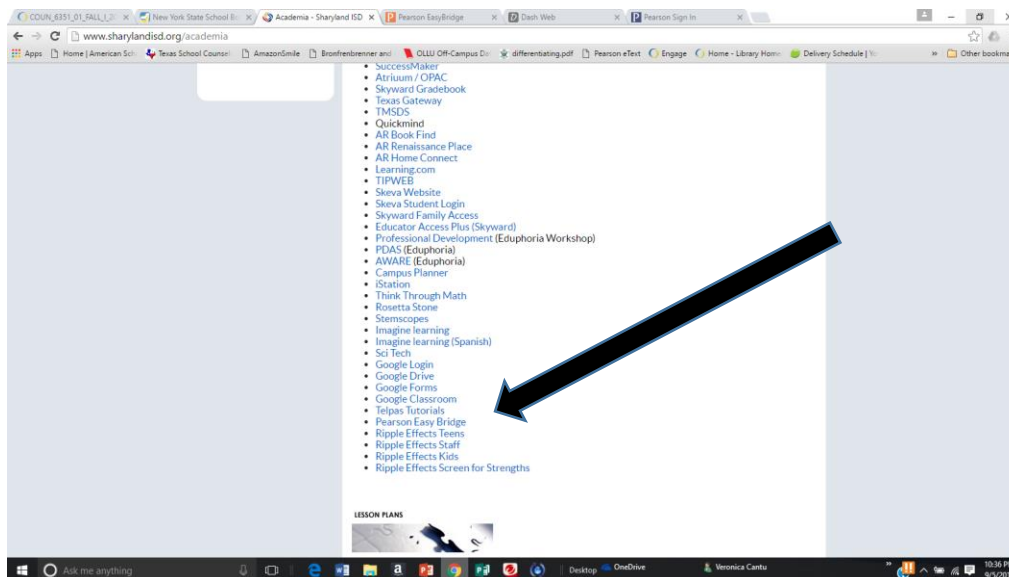 COUN_6351_01_FALL_I_20
New York State School Bo
Academia - Sharyland ISD
Pearson EasyBridge
Dash Web
Pearson Sign In
www.sharylandisd.org/academia
Apps Home | American Sch Texas School Counsel AmazonSmile Bronfrenbrenner and OLLU Off-Campus Da differentiating.pdf Pearson eText Engage Home - Library Home Delivery Schedule | » Other bookma
SuccessMaker
Atriuum / OPAC
Skyward Gradebook
Texas Gateway
TMSDS
Quickmind
AR Book Find
AR Renaissance Place
AR Home Connect
Learning.com
TIPWEB
Skeva Website
Skeva Student Login
Skyward Family Access
Educator Access Plus (Skyward)
Professional Development (Eduphoria Workshop)
PDAS (Eduphoria)
AWARE (Eduphoria)
Campus Planner
iStation
Think Through Math
Rosetta Stone
Stemscopes
Imagine learning
Imagine learning (Spanish)
Sci Tech
Google Login
Google Drive
Google Forms
Google Classroom
Telpas Tutorials
Pearson Easy Bridge
Ripple Effects Teens
Ripple Effects Staff
Ripple Effects Kids
Ripple Effects Screen for Strengths
LESSON PLANS
Ask me anything
Desktop OneDrive Veronica Cantu »
10:36 PM
9/5/20